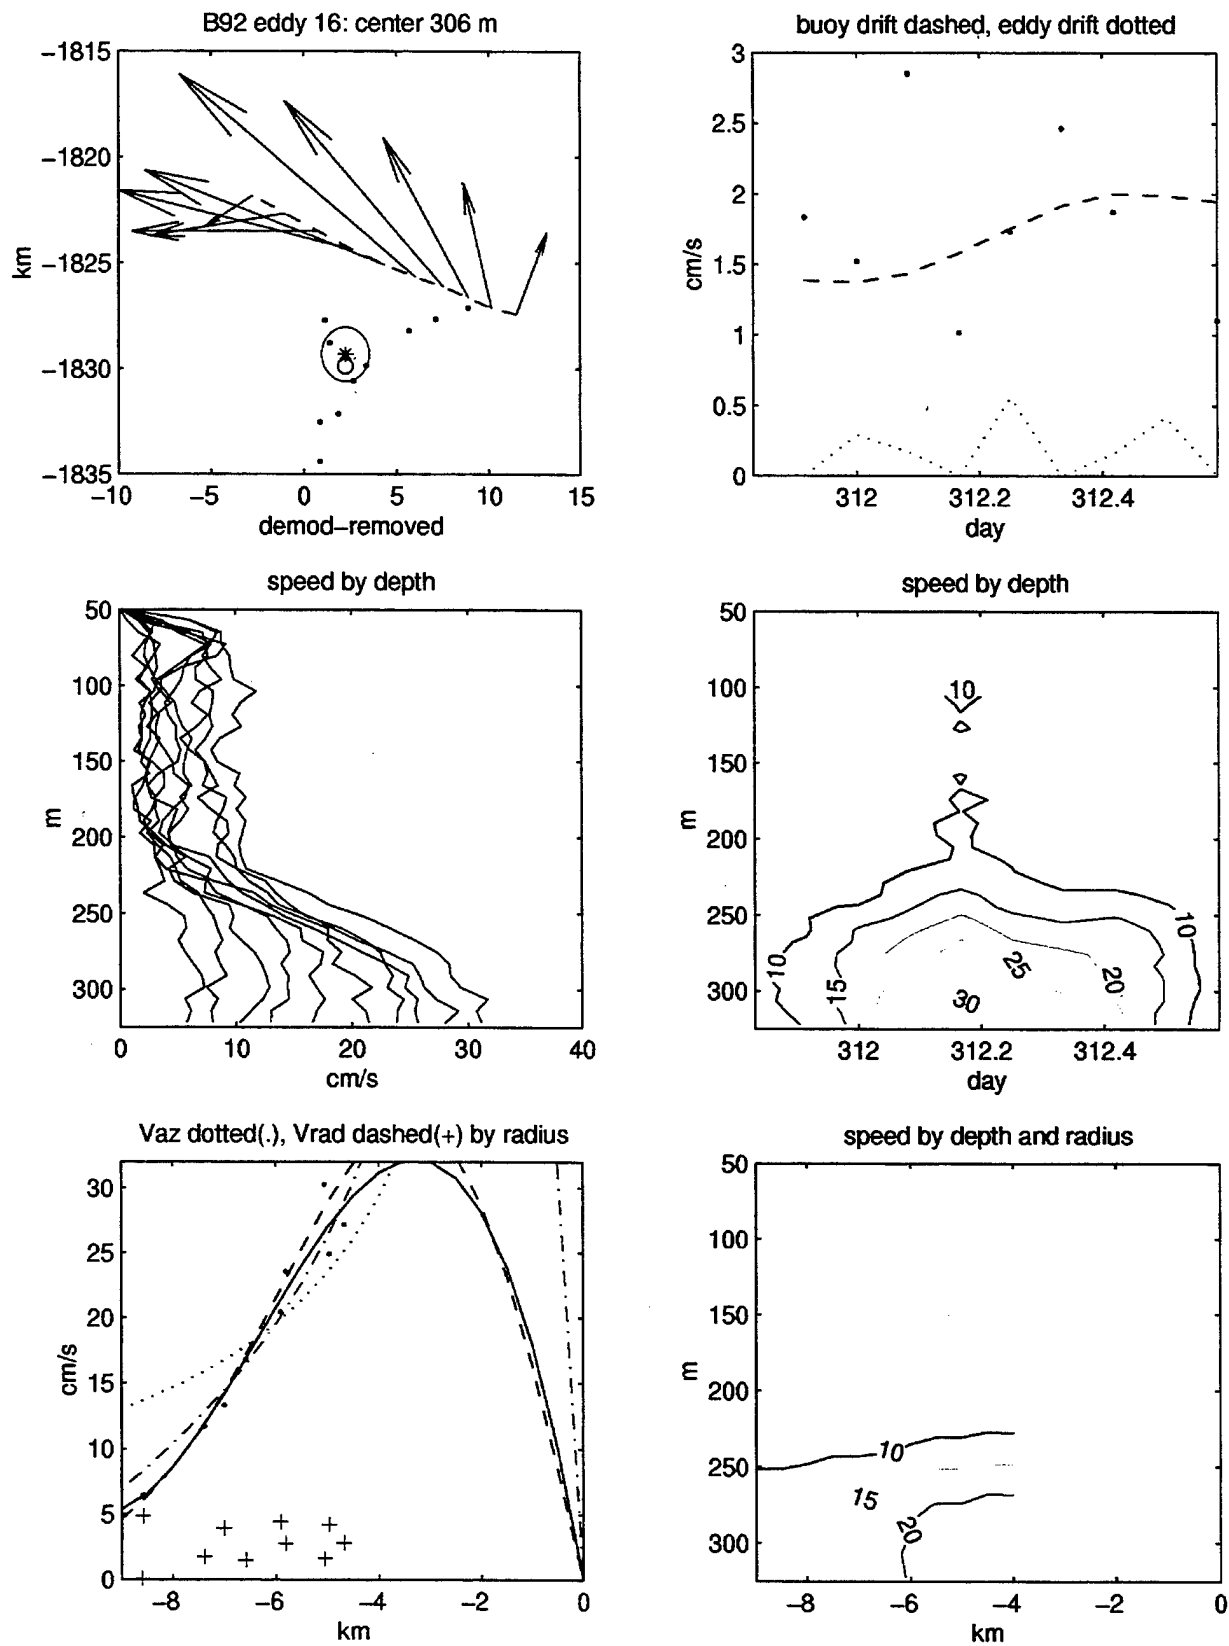 B92 eddy 16: center 306 m
−1815
−1820
−1825
−1830
−1835
km
−10 −5 0 5 10 15
demod−removed
buoy drift dashed, eddy drift dotted
3
2.5
2
1.5
1
0.5
0
cm/s
312 312.2 312.4
day
speed by depth
50
100
150
200
250
300
m
0 10 20 30 40
cm/s
speed by depth
50
100
150
200
250
300
m
10
10
10
15
25
20
30
312 312.2 312.4
day
Vaz dotted(.), Vrad dashed(+) by radius
30
25
20
15
10
5
0
cm/s
−8 −6 −4 −2 0
km
speed by depth and radius
50
100
150
200
250
300
m
10
15
20
−8 −6 −4 −2 0
km